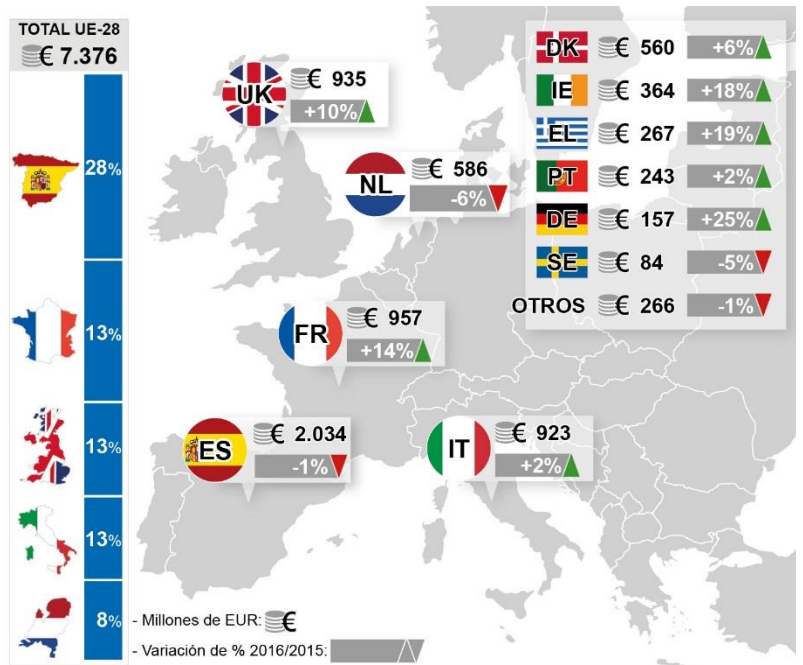 TOTAL UE-28
€ 7.376
28%
13%
13%
13%
8%
UK € 935
+10%
NL € 586
-6%
FR € 957
+14%
ES € 2.034
-1%
IT € 923
+2%
DK € 560 +6%
IE € 364 +18%
EL € 267 +19%
PT € 243 +2%
DE € 157 +25%
SE € 84 -5%
OTROS € 266 -1%
- Millones de EUR: €
- Variación de % 2016/2015: